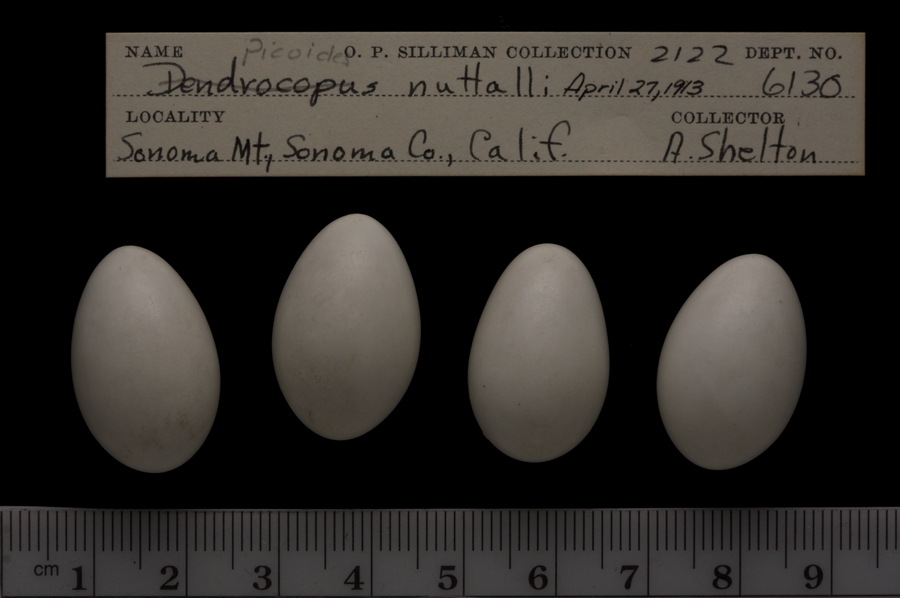 NAME Picoides O. P. SILLIMAN COLLECTION 2122 DEPT. NO.
Dendrocopus nuttalli April 27, 1913 6130
LOCALITY COLLECTOR
Sonoma Mt., Sonoma Co., Calif. A. Shelton
cm 1 2 3 4 5 6 7 8 9